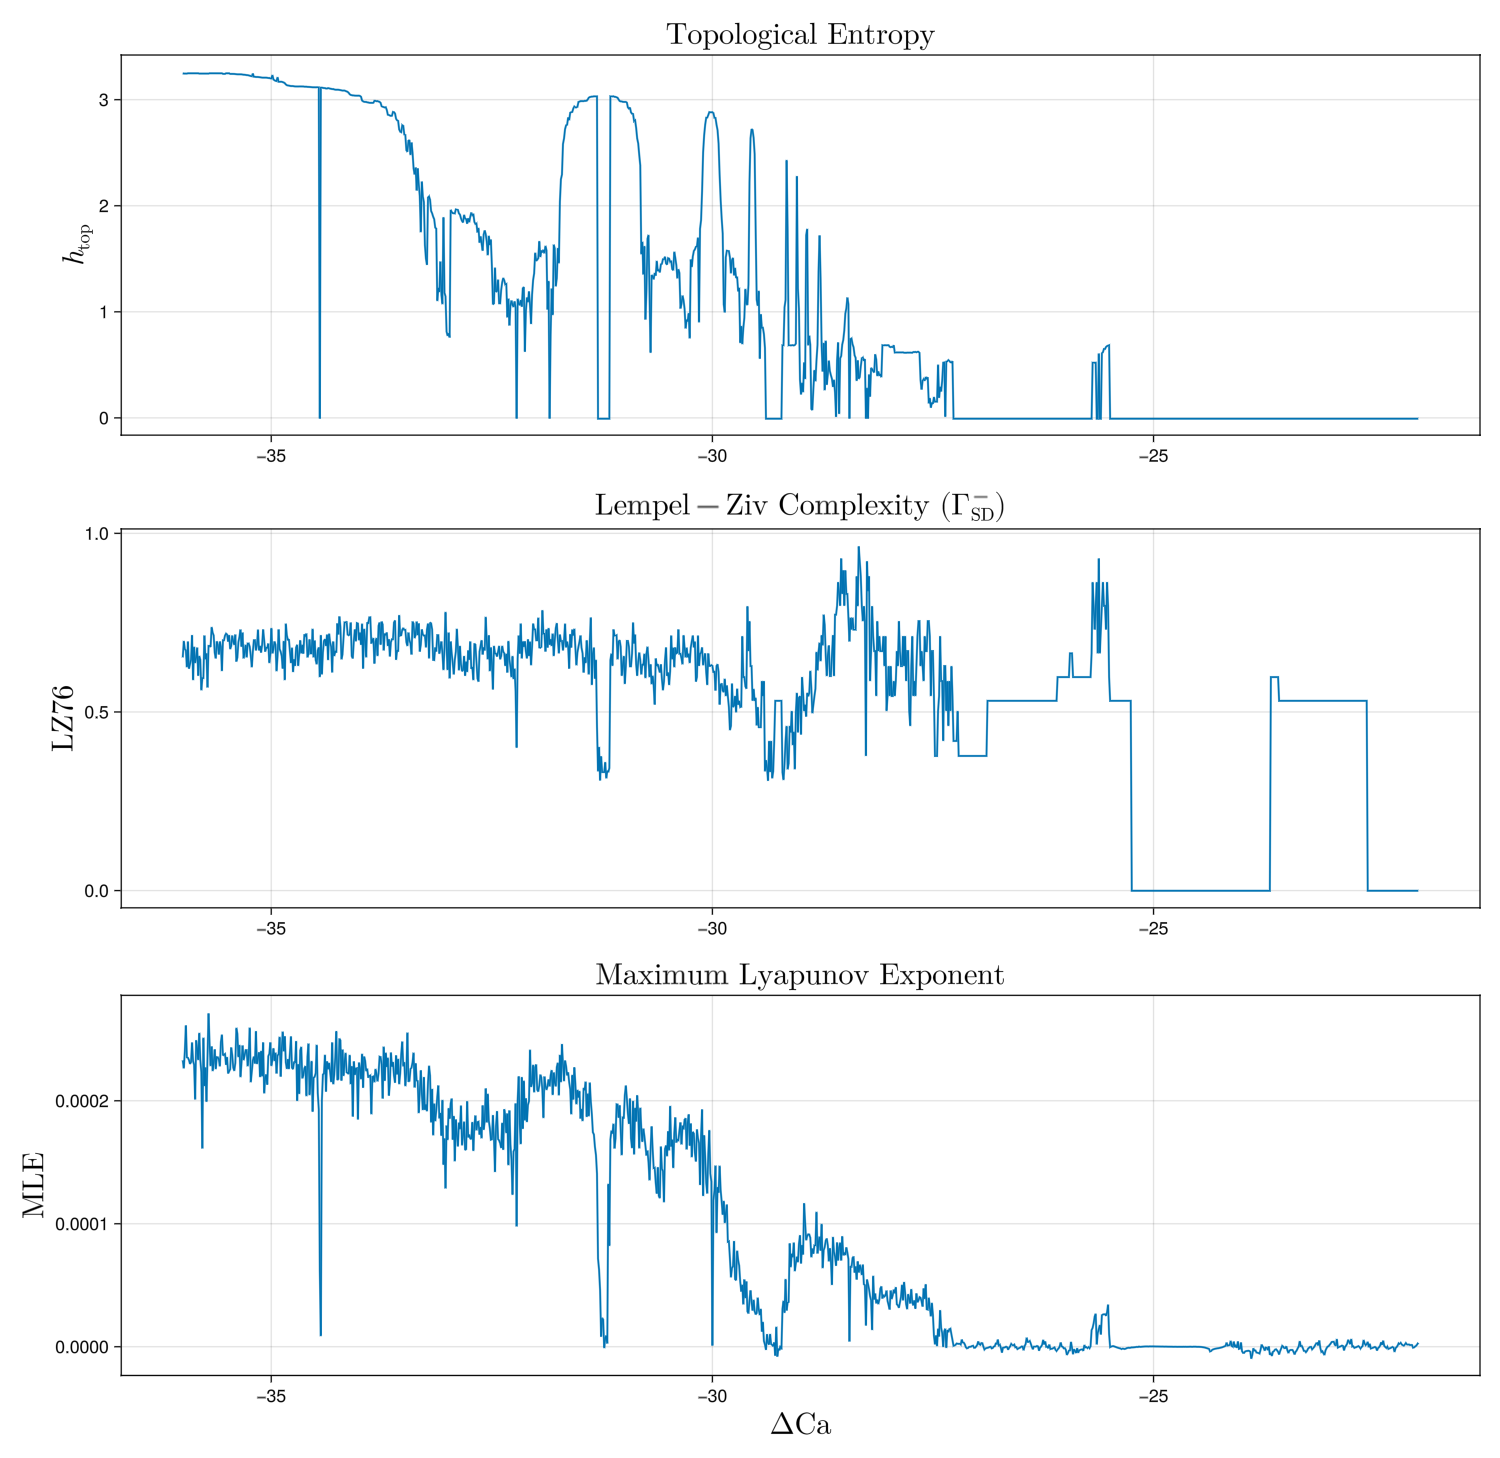 Topological Entropy
3
2
1
0
h_top
−35 −30 −25
Lempel − Ziv Complexity (Γ⁻_SD)
1.0
0.5
0.0
LZ76
−35 −30 −25
Maximum Lyapunov Exponent
0.0002
0.0001
0.0000
MLE
−35 −30 −25
ΔCa